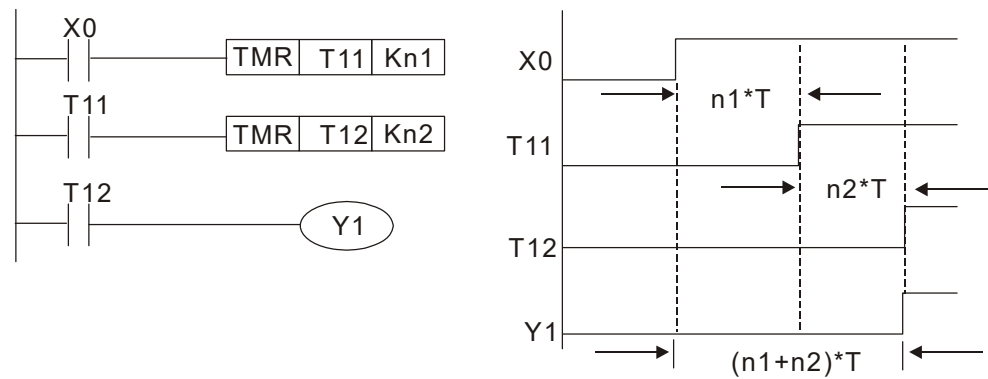 X0
TMR T11 Kn1
T11
TMR T12 Kn2
T12
Y1
X0
n1*T
T11
n2*T
T12
Y1
(n1+n2)*T